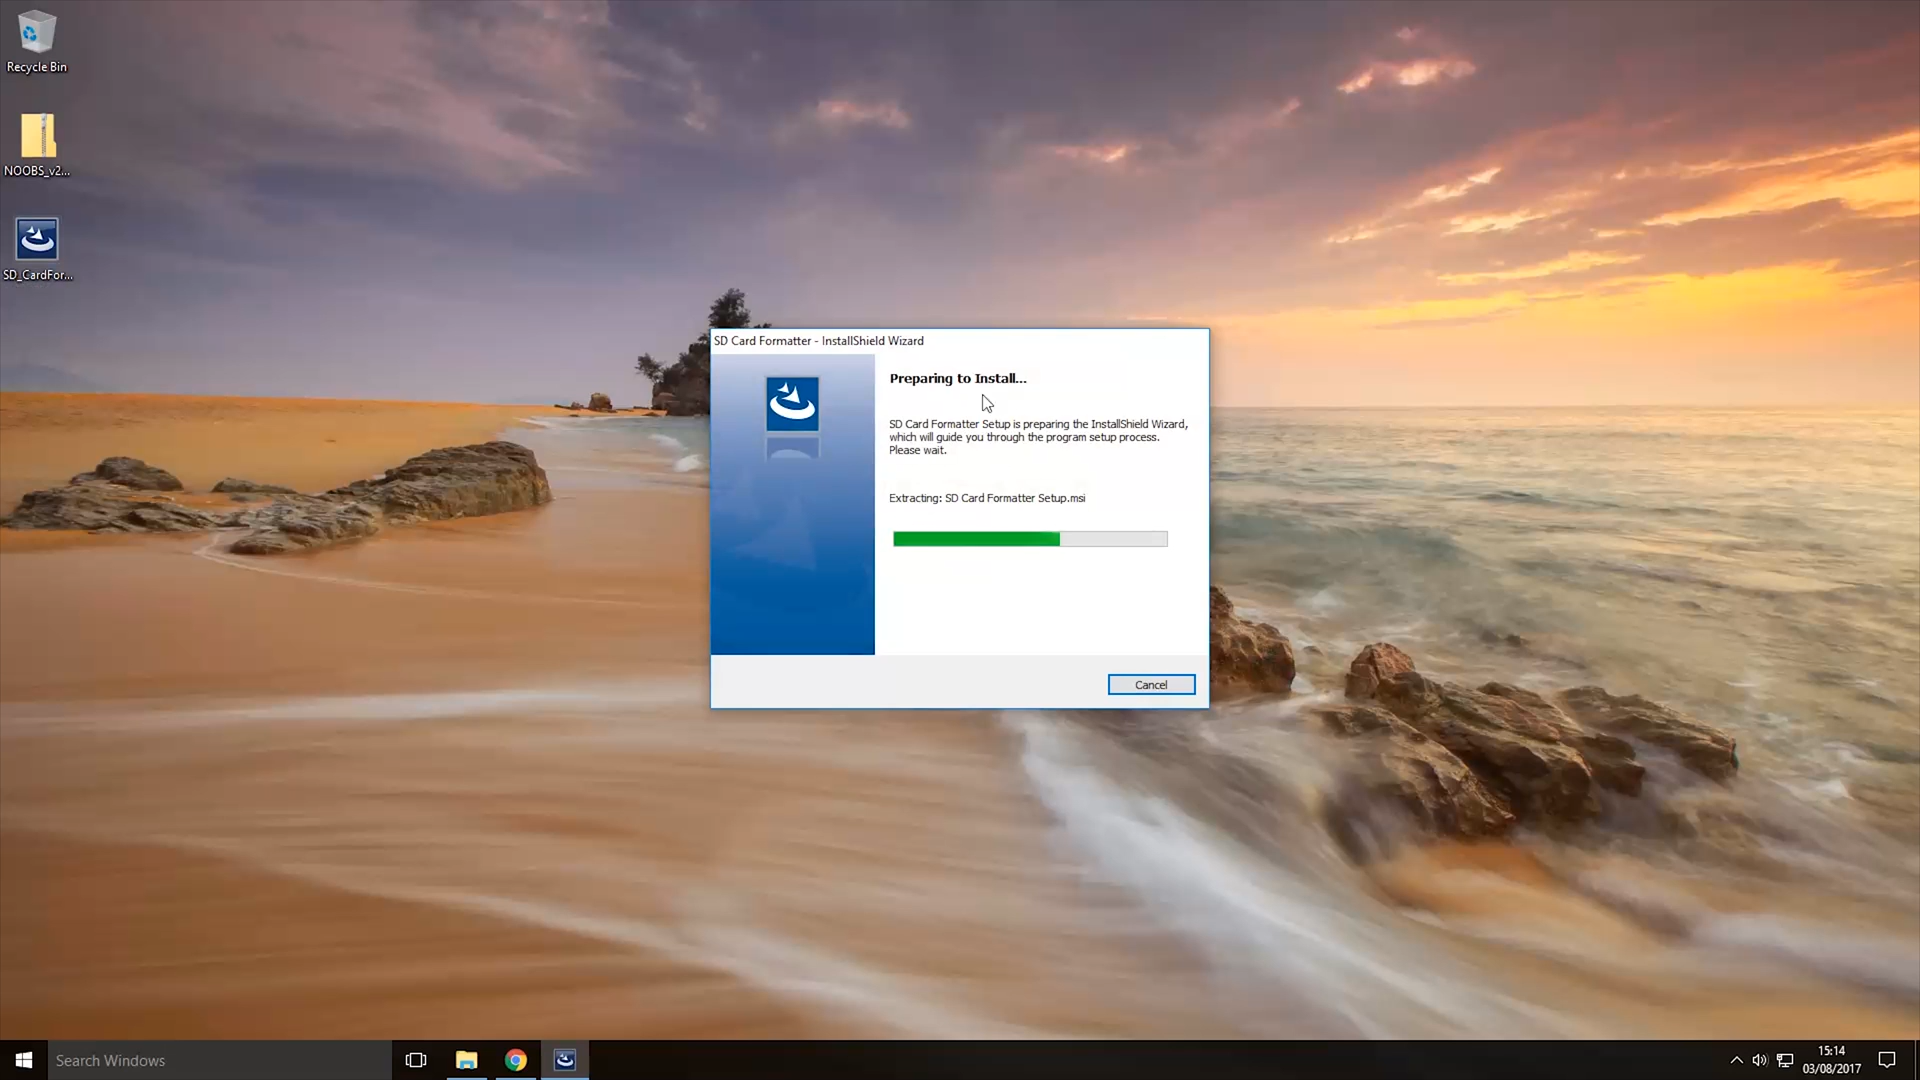 Recycle Bin
NOOBS_v2...
SD_CardFor...
SD Card Formatter - InstallShield Wizard
Preparing to Install...
SD Card Formatter Setup is preparing the InstallShield Wizard,
which will guide you through the program setup process.
Please wait.
Extracting: SD Card Formatter Setup.msi
Cancel
Search Windows
15:14
03/08/2017